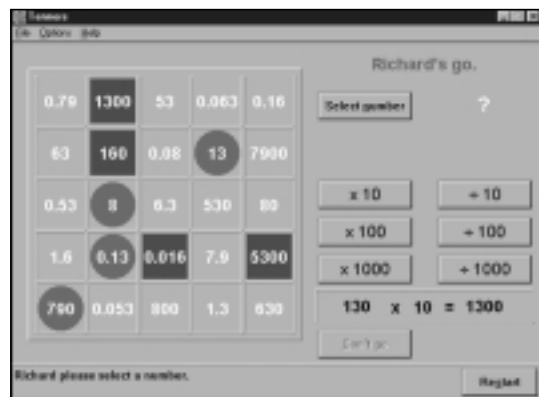 Tenners
File Options Help
Richard's go.
0.79 1300 53 0.063 0.16
Select number ?
63 160 0.08 13 7900
0.53 8 6.3 530 80
x 10 ÷ 10
x 100 ÷ 100
1.6 0.13 0.016 7.9 5300
x 1000 ÷ 1000
790 0.053 800 1.3 630
130 x 10 = 1300
Can't go
Richard please select a number.
Restart